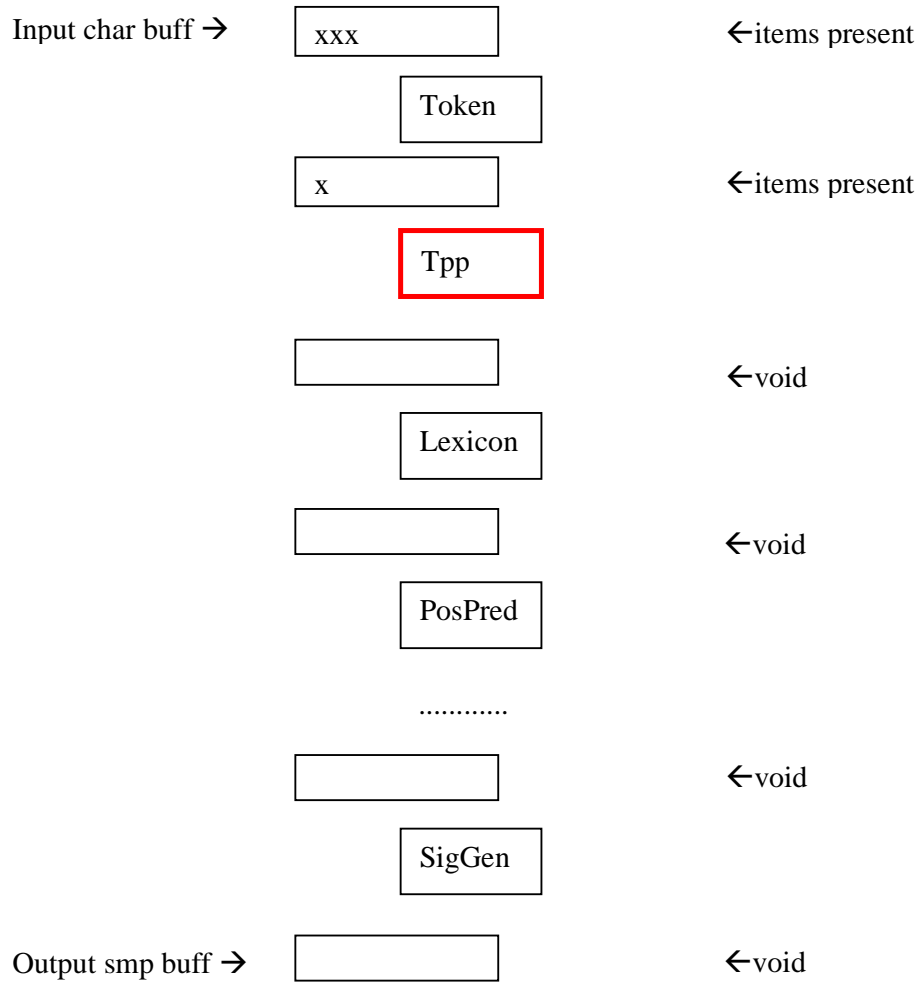 Input char buff → xxx ←items present
Token
x ←items present
Tpp
←void
Lexicon
←void
PosPred
............
←void
SigGen
Output smp buff → ←void